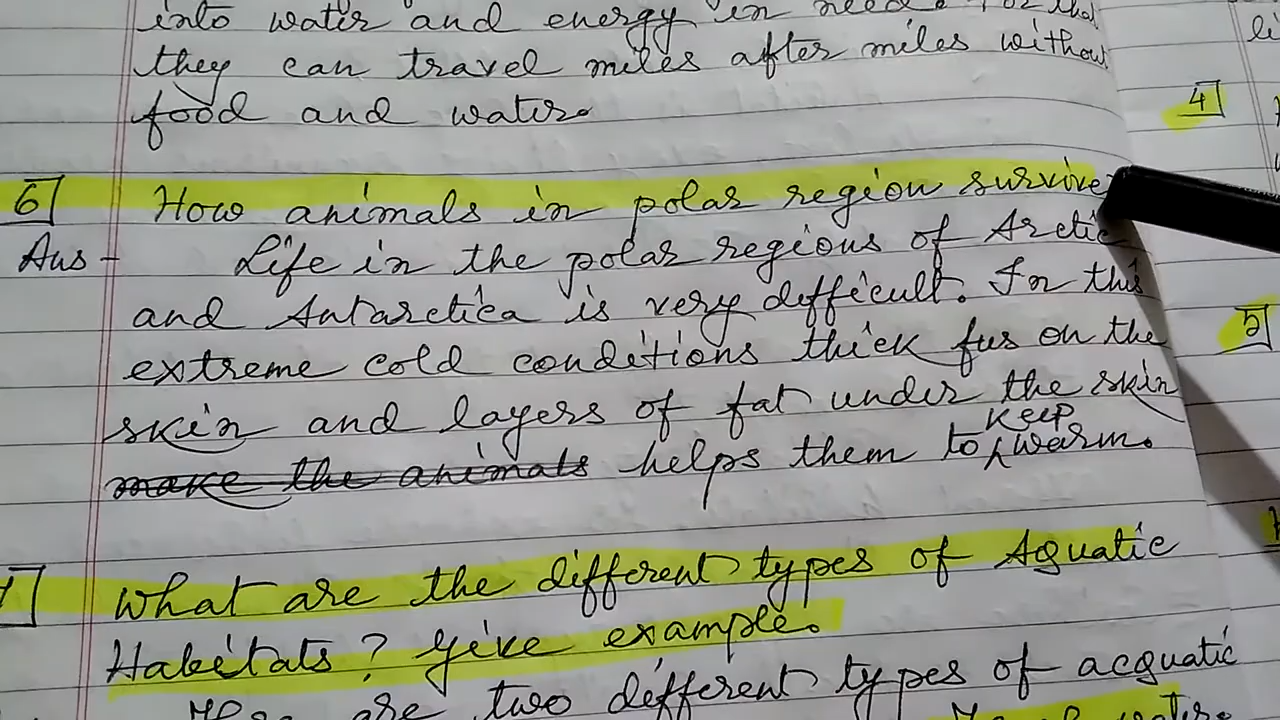 into water and energy in need. For that
they can travel miles after miles without
food and water.
6 How animals in polar region survive
Ans - Life in the polar regions of Arctic
and Antarctica is very difficult. In this
extreme cold conditions thick fur on the
skin and layers of fat under the skin
make the animals helps them to keep warm.
What are the different types of Aquatic
Habitats? Give example.
are two different types of acquatic
4
5